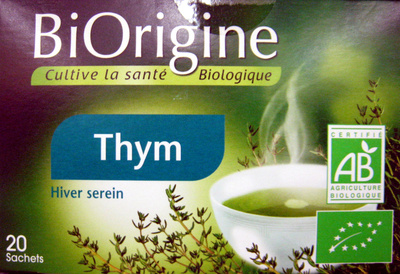 BiOrigine
Cultive la santé Biologique
Thym
Hiver serein
CERTIFIÉ
AB
AGRICULTURE
BIOLOGIQUE
20
Sachets